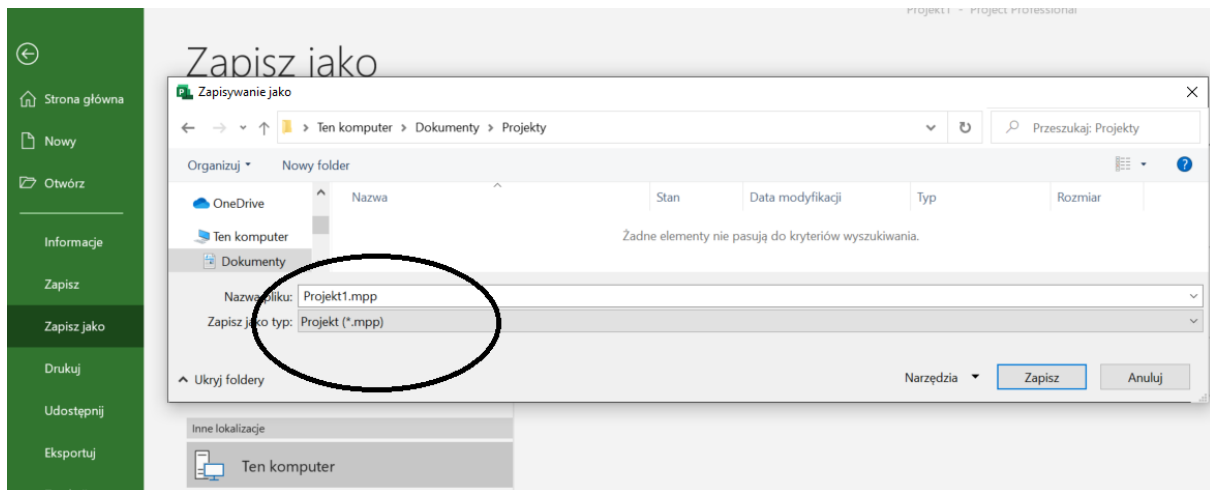 Projekt1 - Project Professional
Zapisz jako
Zapisywanie jako
Strona główna
Nowy
Otwórz
Informacje
Zapisz
Zapisz jako
Drukuj
Udostępnij
Eksportuj
Ten komputer > Dokumenty > Projekty
Przeszukaj: Projekty
Organizuj
Nowy folder
OneDrive
Ten komputer
Dokumenty
Nazwa Stan Data modyfikacji Typ Rozmiar
Żadne elementy nie pasują do kryteriów wyszukiwania.
Nazwa pliku: Projekt1.mpp
Zapisz jako typ: Projekt (*.mpp)
Ukryj foldery
Narzędzia
Zapisz
Anuluj
Inne lokalizacje
Ten komputer